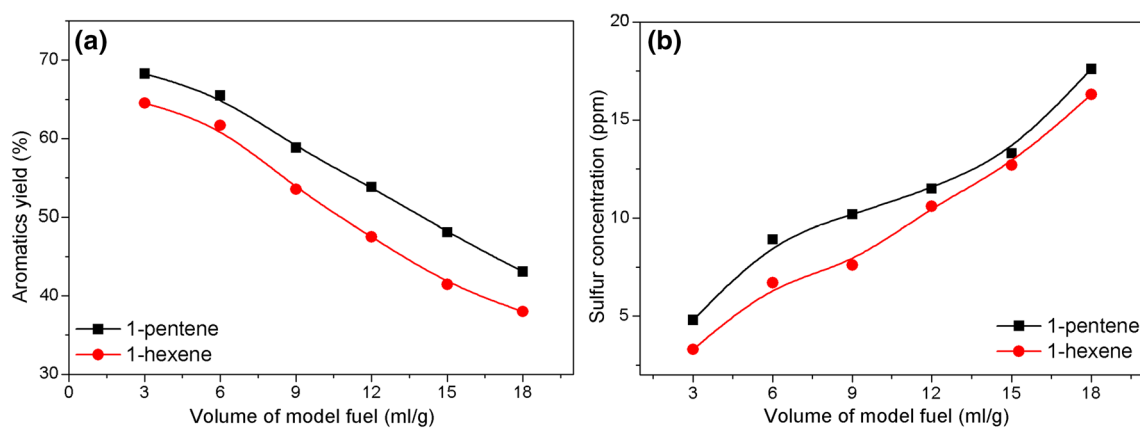 (a)
Aromatics yield (%)
70
60
50
40
30
0 3 6 9 12 15 18
Volume of model fuel (ml/g)
1-pentene
1-hexene
(b)
Sulfur concentration (ppm)
20
15
10
5
3 6 9 12 15 18
Volume of model fuel (ml/g)
1-pentene
1-hexene